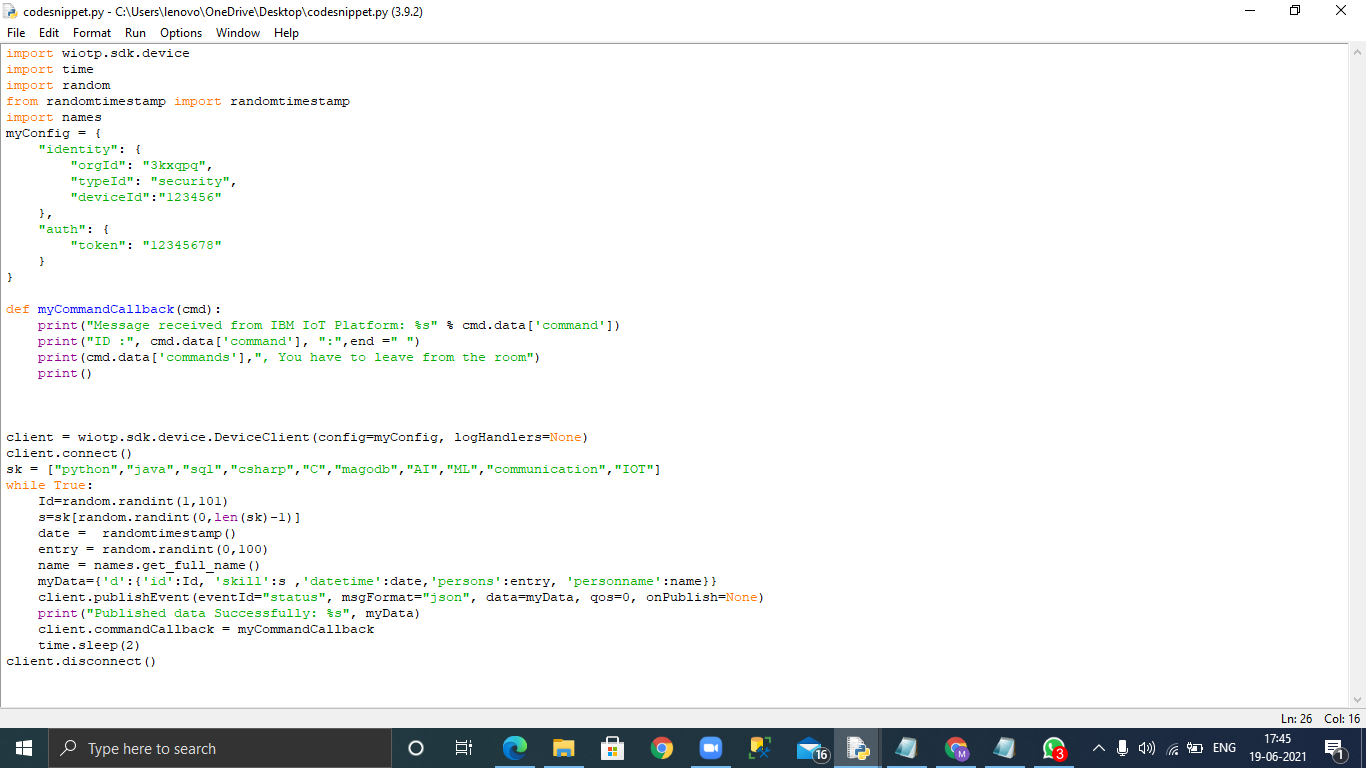 codesnippet.py - C:\Users\lenovo\OneDrive\Desktop\codesnippet.py (3.9.2)
File Edit Format Run Options Window Help
import wiotp.sdk.device
import time
import random
from randomtimestamp import randomtimestamp
import names
myConfig = {
    "identity": {
        "orgId": "3kxqpq",
        "typeId": "security",
        "deviceId":"123456"
    },
    "auth": {
        "token": "12345678"
    }
}
def myCommandCallback(cmd):
    print("Message received from IBM IoT Platform: %s" % cmd.data['command'])
    print("ID :", cmd.data['command'], ":",end =" ")
    print(cmd.data['commands'],", You have to leave from the room")
    print()
client = wiotp.sdk.device.DeviceClient(config=myConfig, logHandlers=None)
client.connect()
sk = ["python","java","sql","csharp","C","magodb","AI","ML","communication","IOT"]
while True:
    Id=random.randint(1,101)
    s=sk[random.randint(0,len(sk)-1)]
    date =  randomtimestamp()
    entry = random.randint(0,100)
    name = names.get_full_name()
    myData={'d':{'id':Id, 'skill':s ,'datetime':date,'persons':entry, 'personname':name}}
    client.publishEvent(eventId="status", msgFormat="json", data=myData, qos=0, onPublish=None)
    print("Published data Successfully: %s", myData)
    client.commandCallback = myCommandCallback
    time.sleep(2)
client.disconnect()
Ln: 26 Col: 16
Type here to search
16
M
3
ENG
17:45
19-06-2021
1